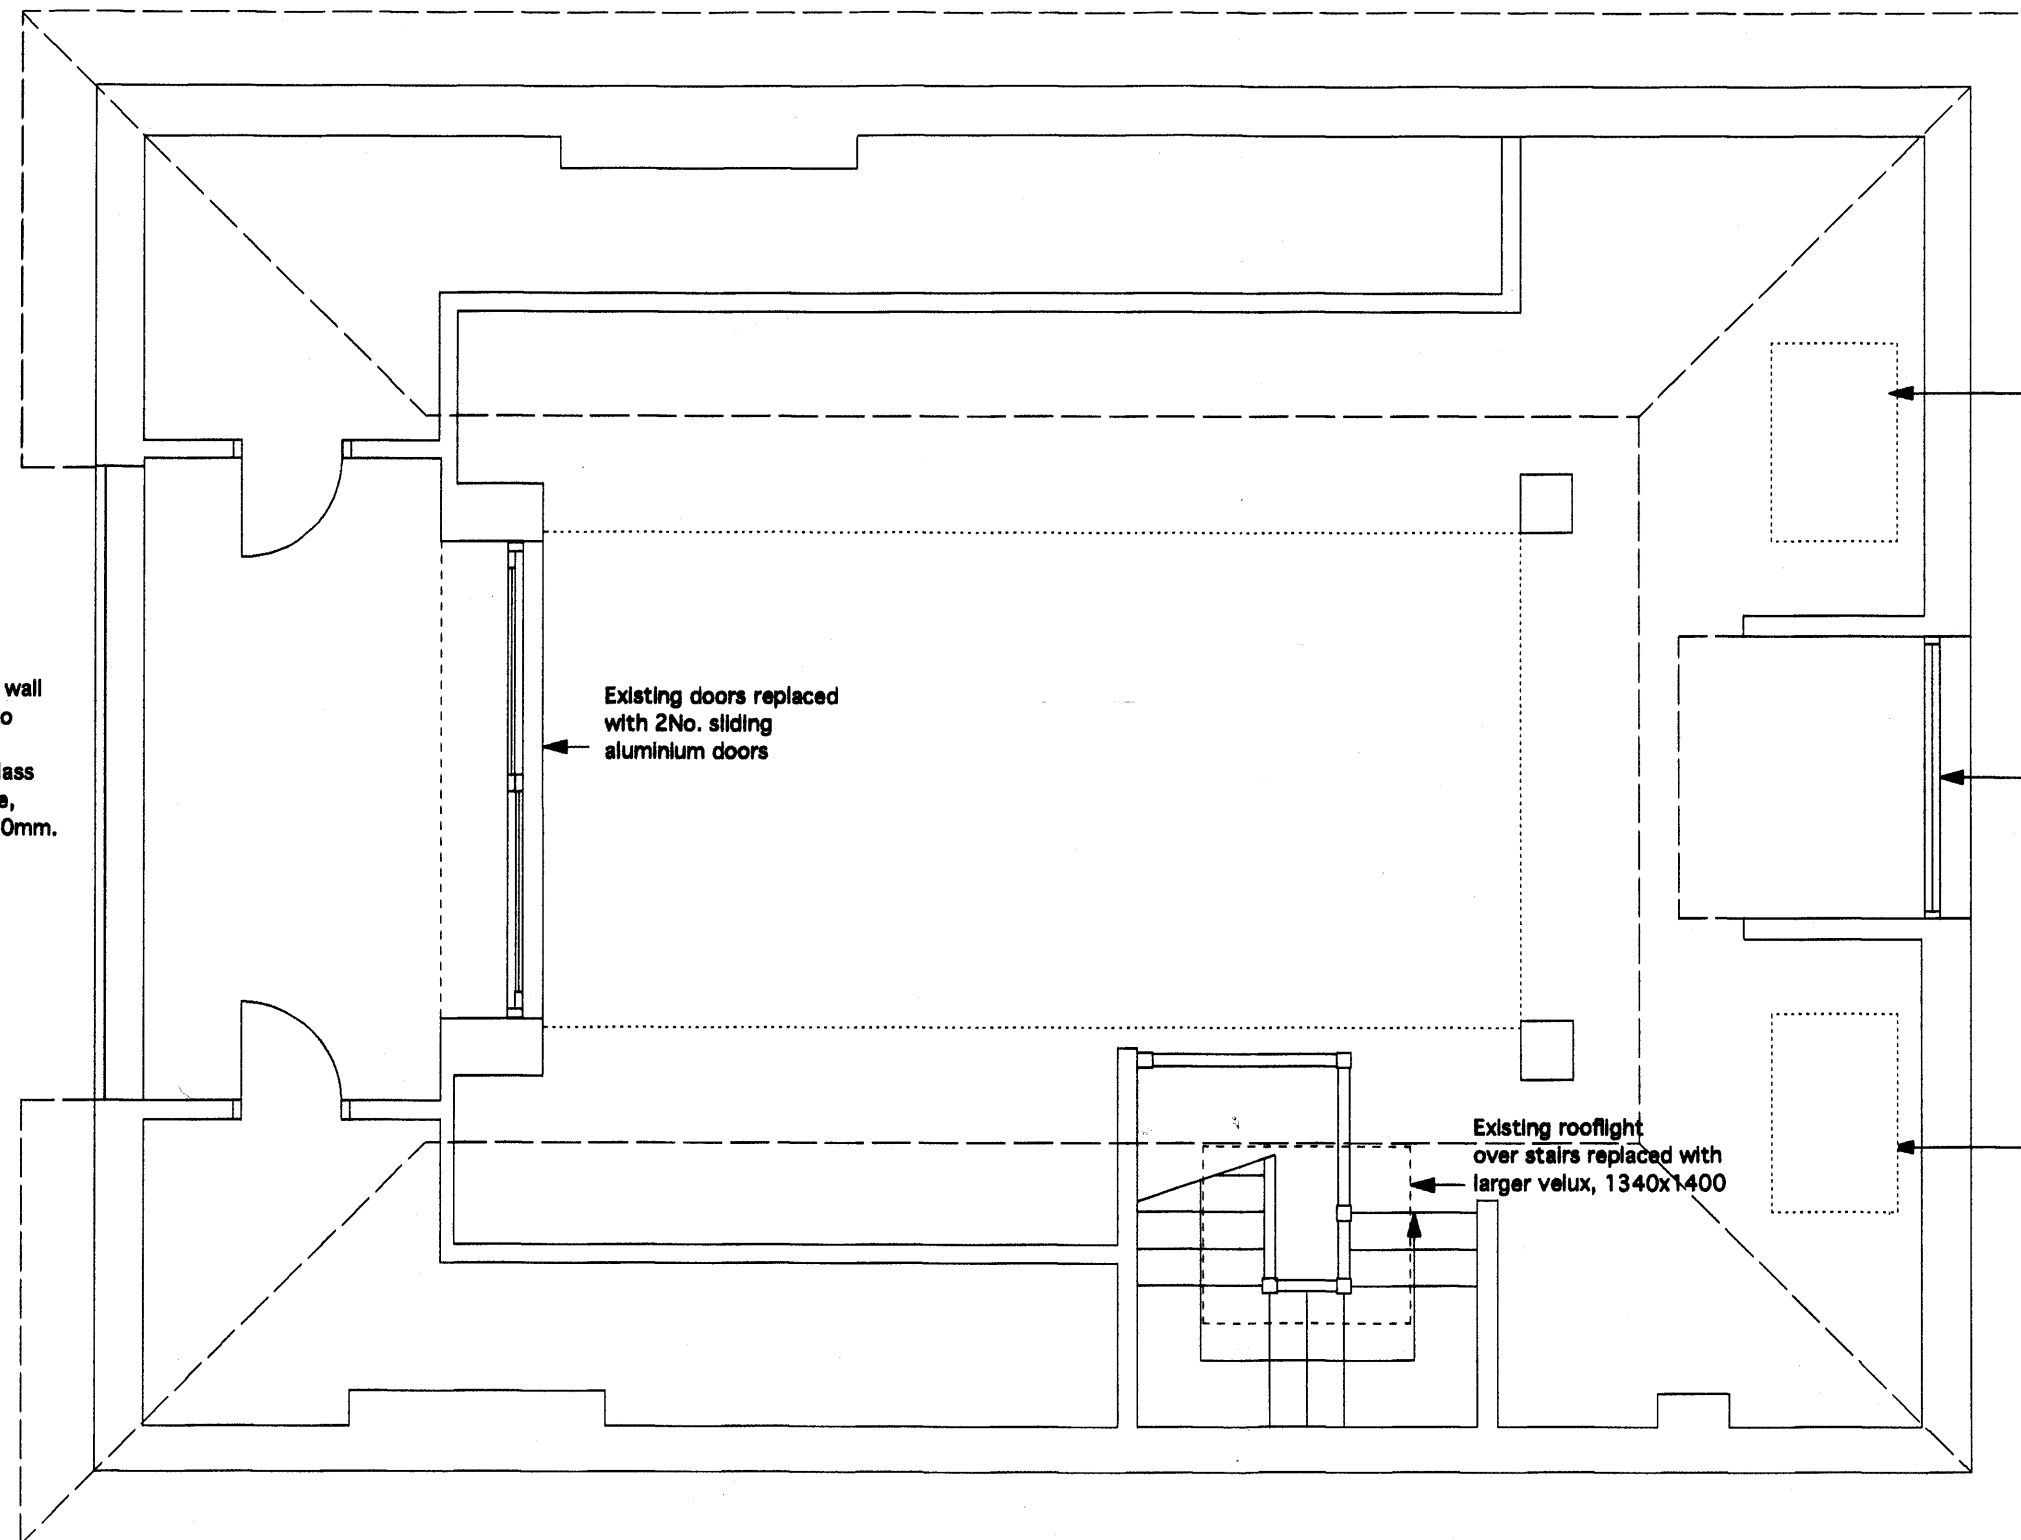 wall
o
lass
e,
0mm.
Existing doors replaced
with 2No. sliding
aluminium doors
Existing rooflight
over stairs replaced with
larger velux, 1340x1400